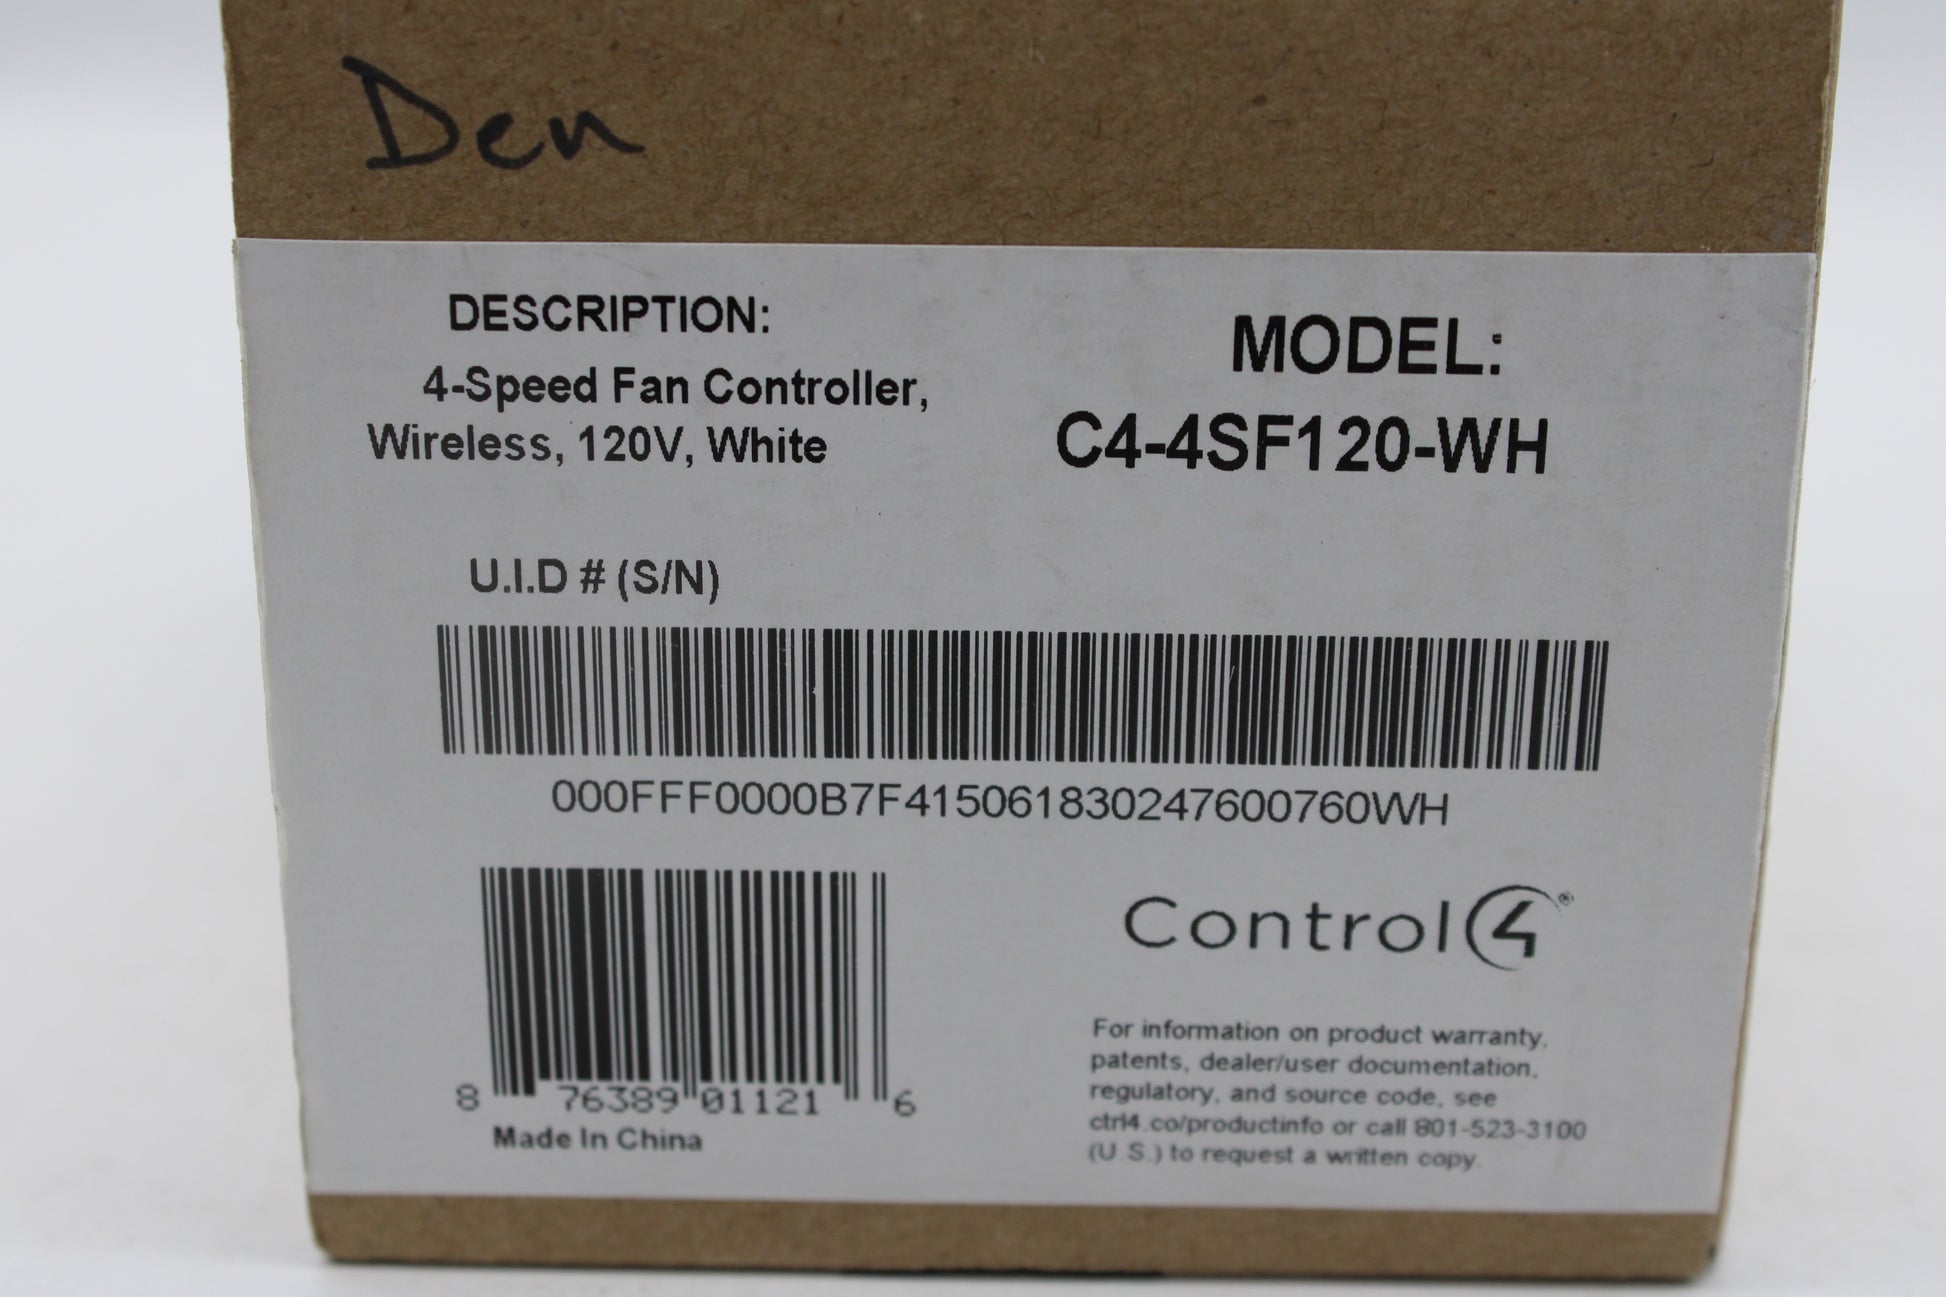 Den
DESCRIPTION:
4-Speed Fan Controller,
Wireless, 120V, White
MODEL:
C4-4SF120-WH
U.I.D # (S/N)
000FFF0000B7F415061830247600760WH
8 76389 01121 6
Made In China
Control4®
For information on product warranty,
patents, dealer/user documentation,
regulatory, and source code, see
ctrl4.co/productinfo or call 801-523-3100
(U.S.) to request a written copy.